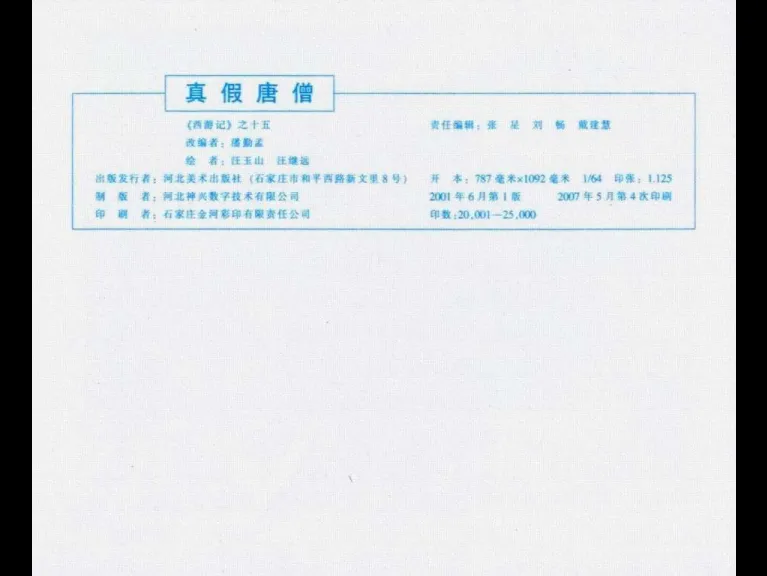 真假唐僧
《西游记》之十五
责任编辑：张 呈 刘 畅 戴建慧
改编者：潘勤孟
绘 者：汪玉山 汪继远
出版发行者：河北美术出版社（石家庄市和平西路新文里8号）
开 本：787毫米×1092毫米 1/64 印张：1.125
制 版 者：河北神兴数字技术有限公司
2001年6月第1版 2007年5月第4次印刷
印 刷 者：石家庄金河彩印有限责任公司
印数：20,001—25,000